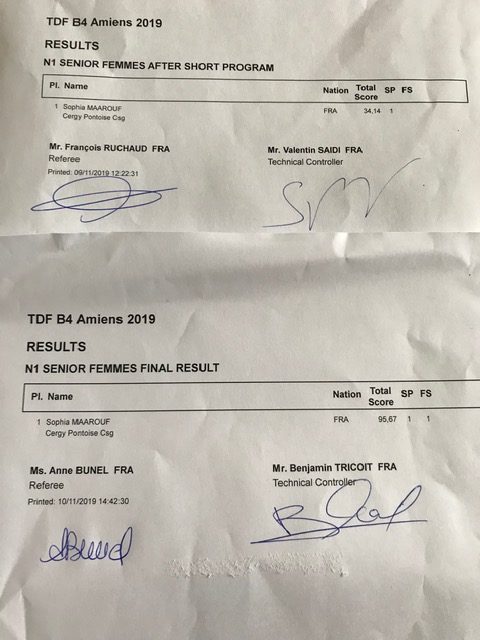 TDF B4 Amiens 2019
RESULTS
N1 SENIOR FEMMES AFTER SHORT PROGRAM
Pl. Name Nation Total Score SP FS
1 Sophia MAAROUF FRA 34,14 1
Cergy Pontoise Csg
Mr. François RUCHAUD FRA Mr. Valentin SAIDI FRA
Referee Technical Controller
Printed: 09/11/2019 12:22:31
TDF B4 Amiens 2019
RESULTS
N1 SENIOR FEMMES FINAL RESULT
Pl. Name Nation Total Score SP FS
1 Sophia MAAROUF FRA 95,67 1 1
Cergy Pontoise Csg
Ms. Anne BUNEL FRA Mr. Benjamin TRICOIT FRA
Referee Technical Controller
Printed: 10/11/2019 14:42:30